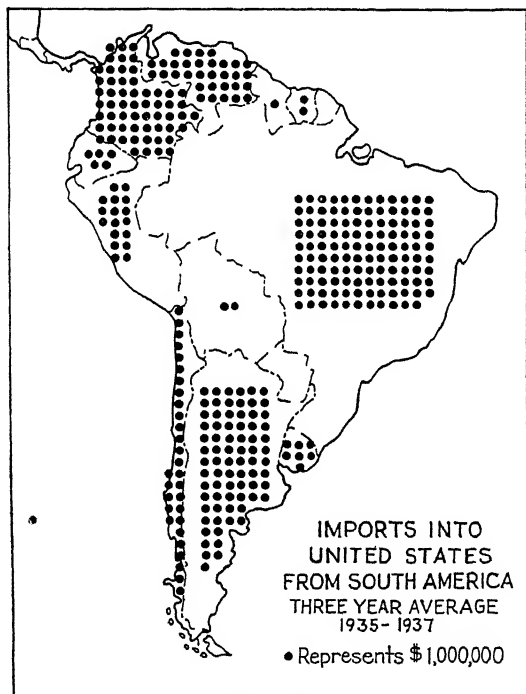 IMPORTS INTO
UNITED STATES
FROM SOUTH AMERICA
THREE YEAR AVERAGE
1935-1937
• Represents $1,000,000